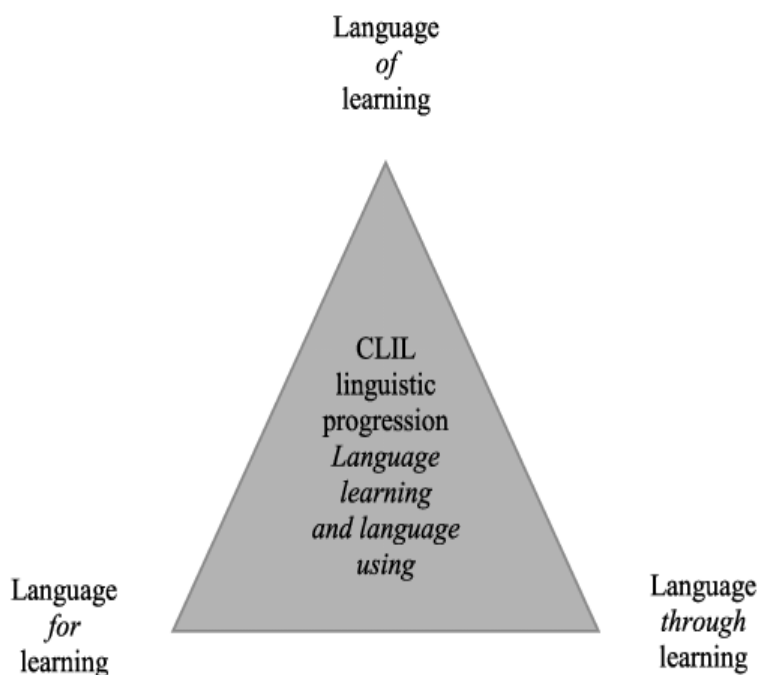 Language
of
learning
CLIL
linguistic
progression
Language
learning
and language
using
Language
for
learning
Language
through
learning